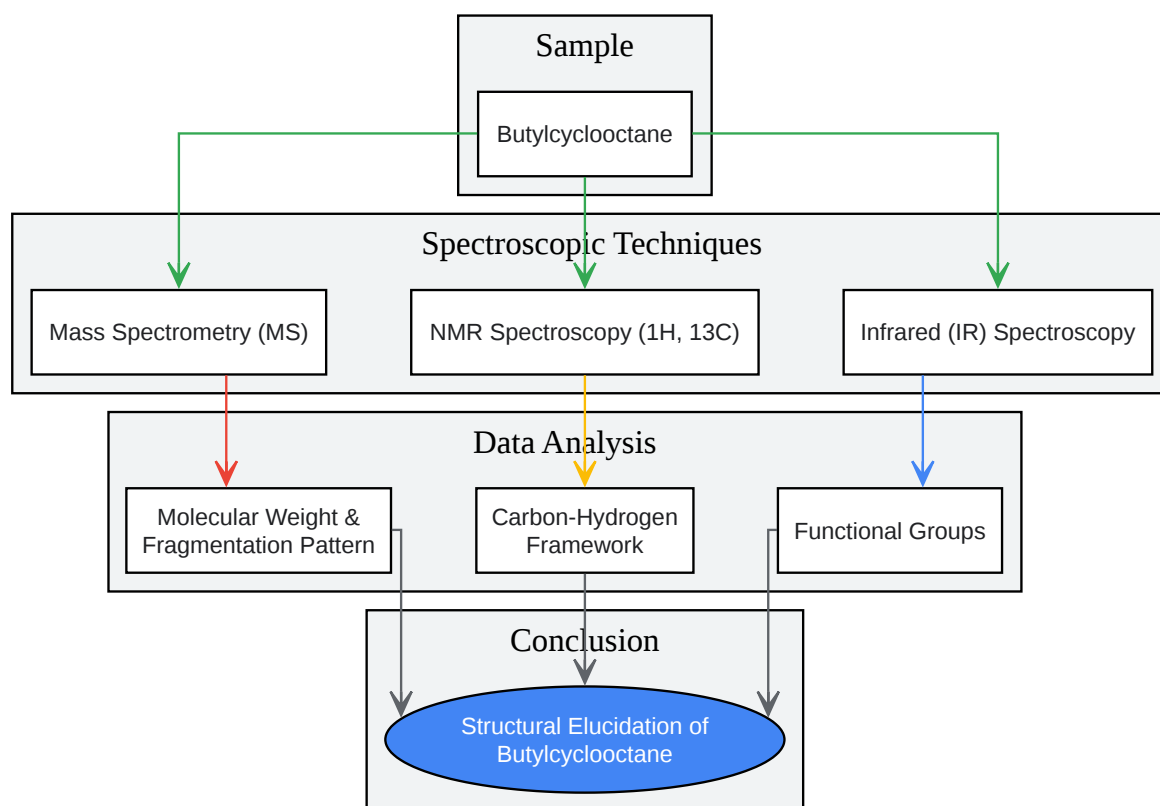 Sample
Butylcyclooctane
Spectroscopic Techniques
Mass Spectrometry (MS)
NMR Spectroscopy (1H, 13C)
Infrared (IR) Spectroscopy
Data Analysis
Molecular Weight &
Fragmentation Pattern
Carbon-Hydrogen
Framework
Functional Groups
Conclusion
Structural Elucidation of
Butylcyclooctane